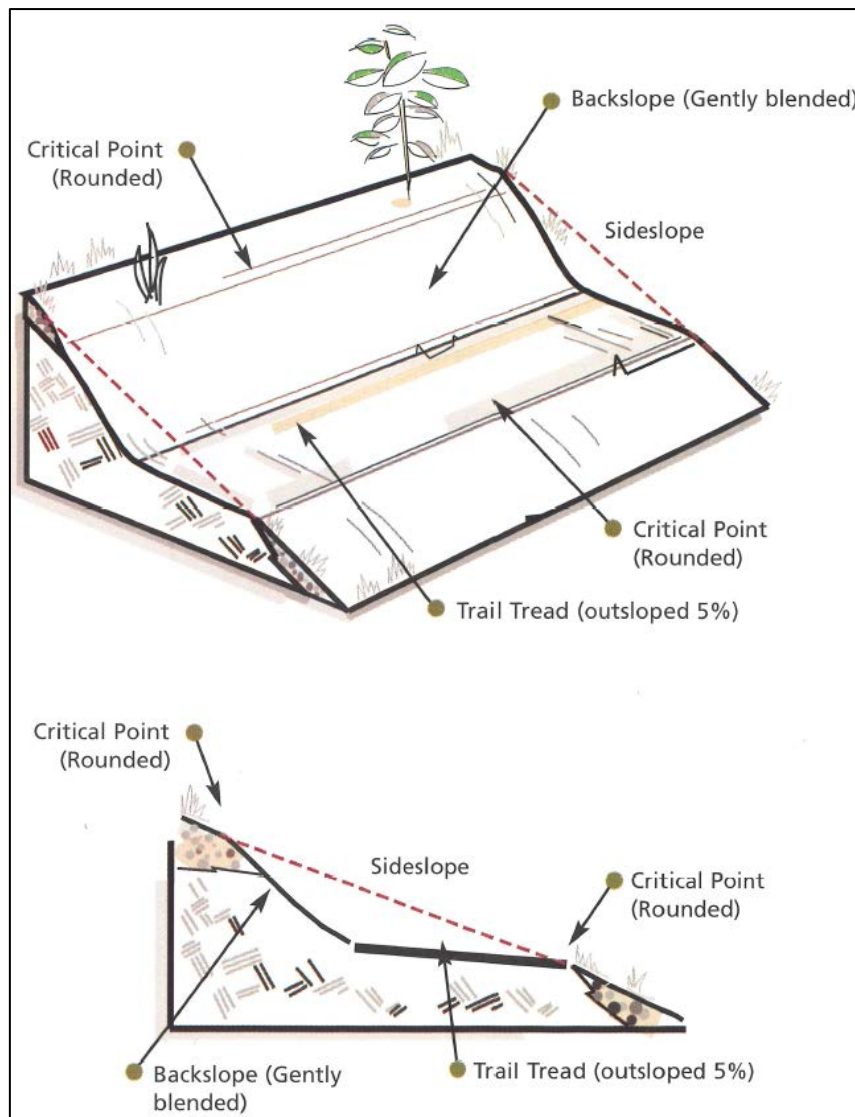 Backslope (Gently blended)
Critical Point
(Rounded)
Sideslope
Critical Point
(Rounded)
Trail Tread (outsloped 5%)
Critical Point
(Rounded)
Sideslope
Critical Point
(Rounded)
Backslope (Gently
blended)
Trail Tread (outsloped 5%)